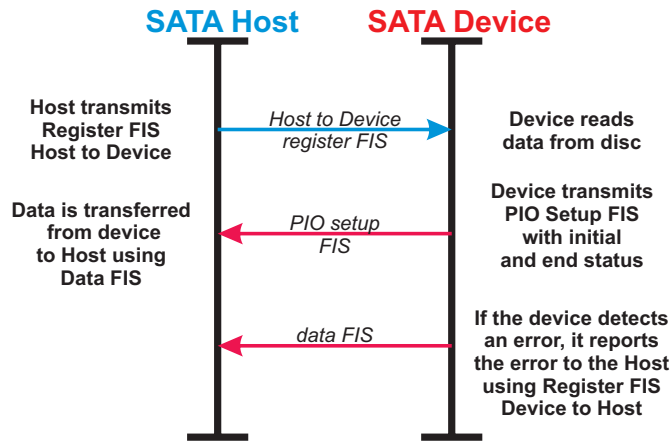 SATA Host
SATA Device
Host transmits
Register FIS
Host to Device
Host to Device
register FIS
Device reads
data from disc
Data is transferred
from device
to Host using
Data FIS
PIO setup
FIS
Device transmits
PIO Setup FIS
with initial
and end status
data FIS
If the device detects
an error, it reports
the error to the Host
using Register FIS
Device to Host